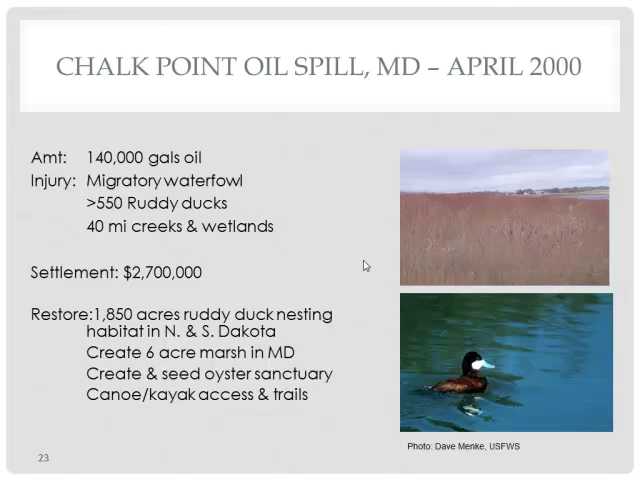 CHALK POINT OIL SPILL, MD – APRIL 2000
Amt: 140,000 gals oil
Injury: Migratory waterfowl
>550 Ruddy ducks
40 mi creeks & wetlands
Settlement: $2,700,000
Restore:1,850 acres ruddy duck nesting
habitat in N. & S. Dakota
Create 6 acre marsh in MD
Create & seed oyster sanctuary
Canoe/kayak access & trails
Photo: Dave Menke, USFWS
23